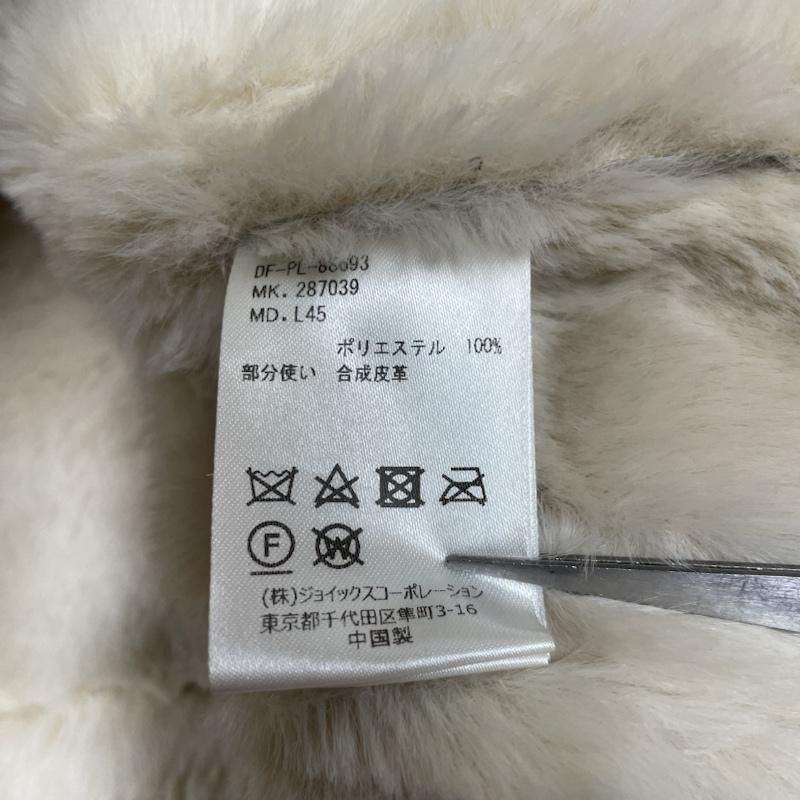 DF-PL-88693
MK. 287039
MD. L45
ポリエステル 100%
部分使い 合成皮革
F W
(株)ジョイックスコーポレーション
東京都千代田区隼町3-16
中国製